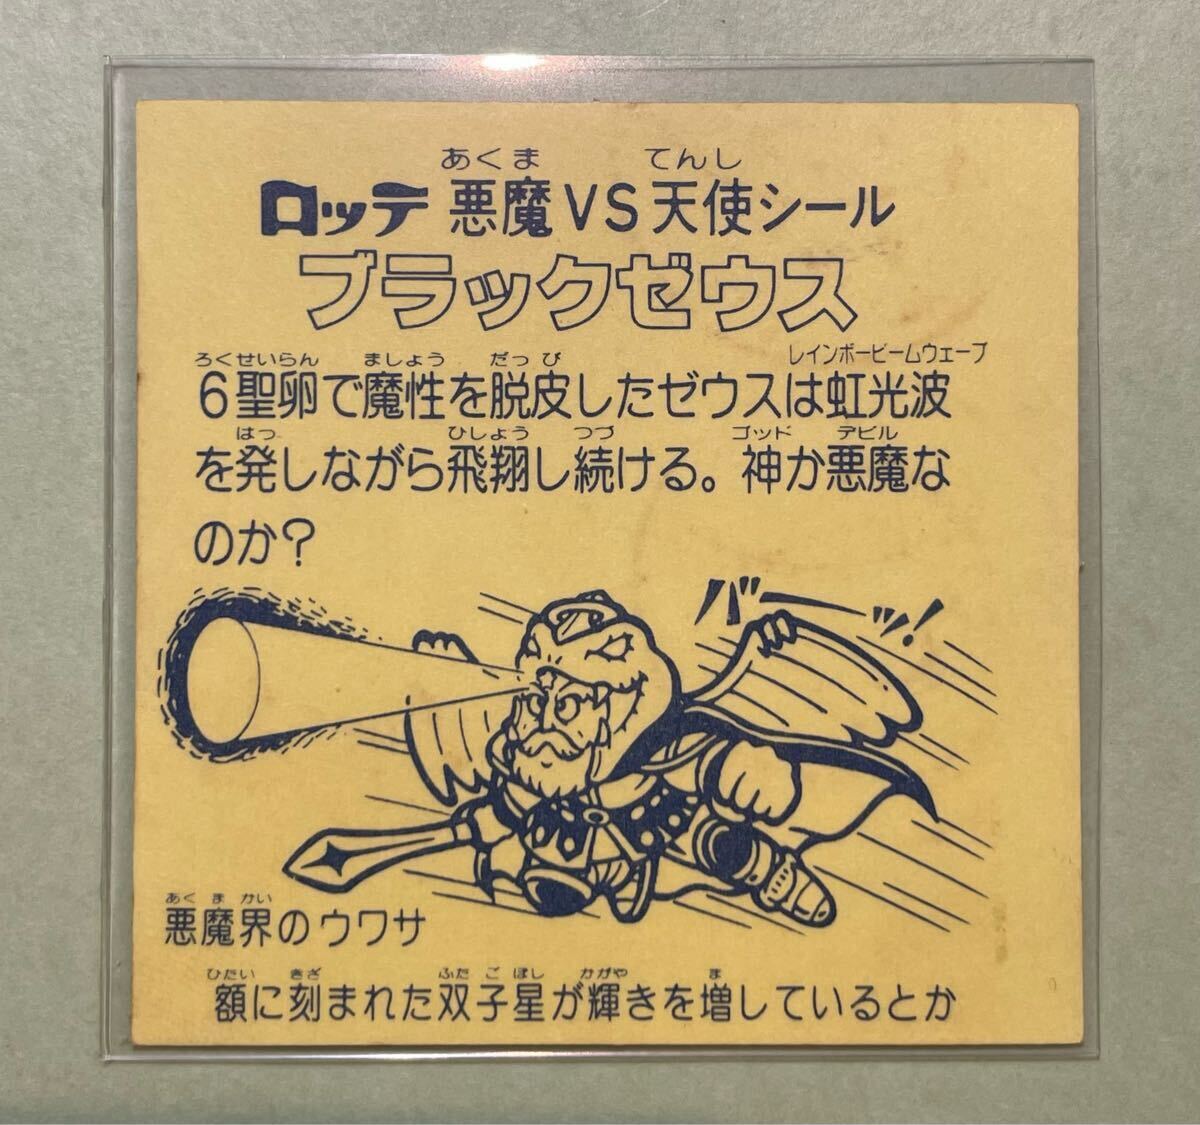 あくま てんし
ロッテ 悪魔VS天使シール
ブラックゼウス
ろくせいらん ましょう だっぴ レインボービームウェーブ
6聖卵で魔性を脱皮したゼウスは虹光波
はっ ひしょう つづ ゴッド デビル
を発しながら飛翔し続ける。神か悪魔な
のか?
バーッ!
あくまかい
悪魔界のウワサ
ひたい きざ ふたごぼし かがや ま
額に刻まれた双子星が輝きを増しているとか